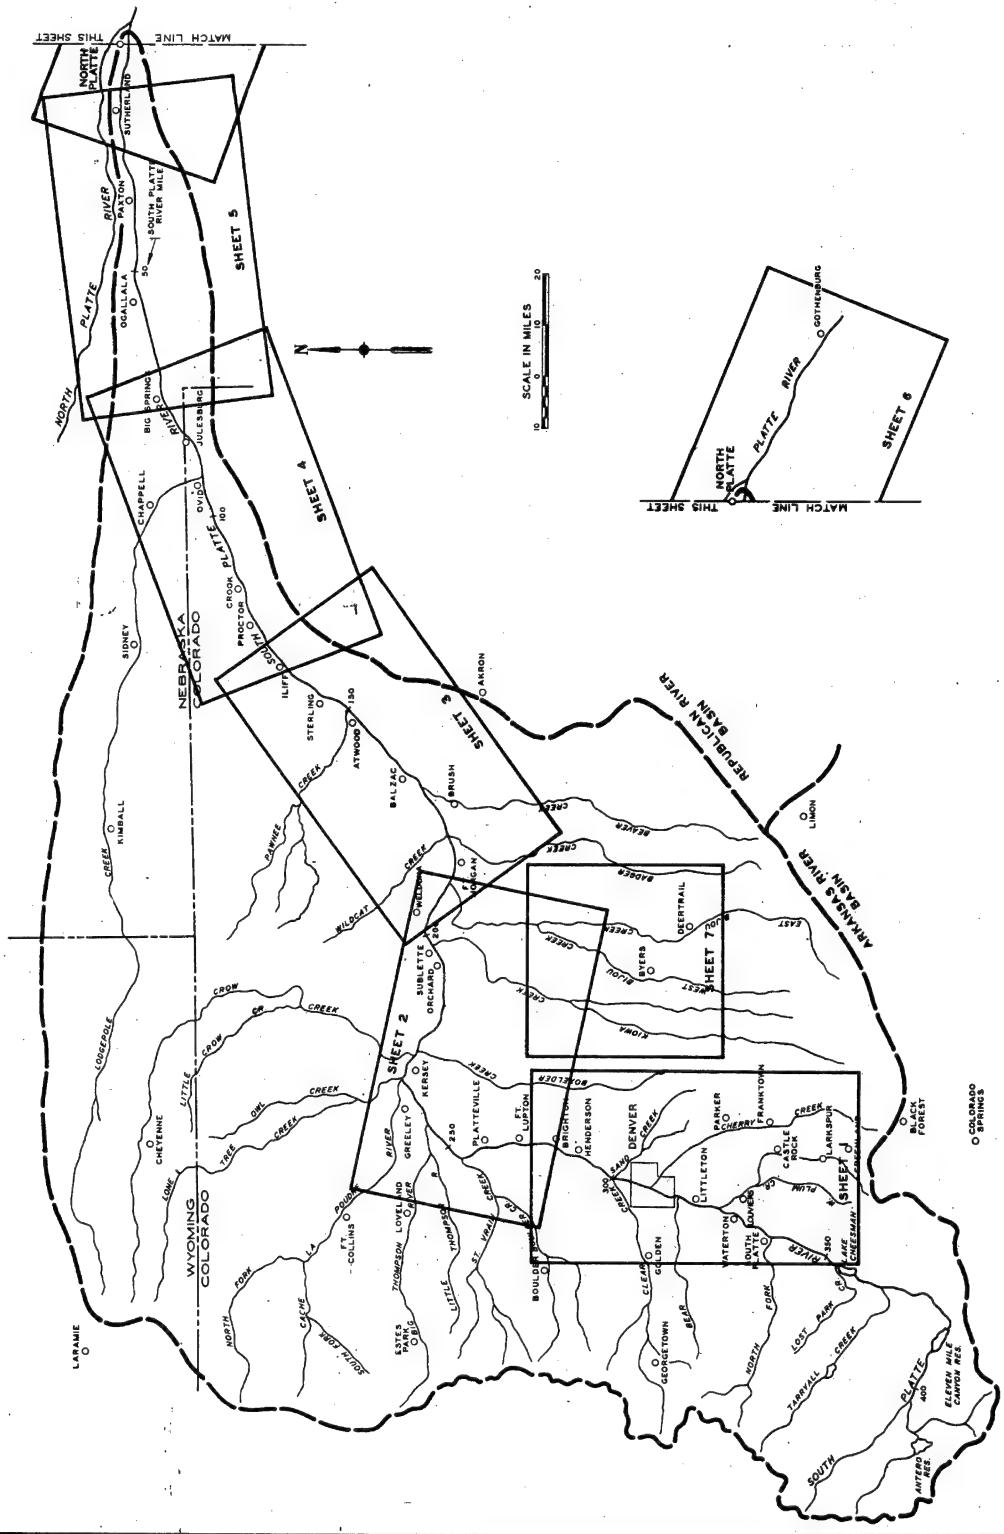 LARAMIE
WYOMING
COLORADO
NEBRASKA
COLORADO
CHEYENNE
KIMBALL
SIDNEY
CHAPPELL
LODGEPOLE
CREEK
NORTH
PLATTE
RIVER
OGALLALA
PAXTON
SUTHERLAND
NORTH
PLATTE
MATCH LINE
THIS SHEET
50
SOUTH PLATTE
RIVER MILE
BIG SPRINGS
JULESBURG
OVID
100
CROOK
PROCTOR
ILIFF
SOUTH
PLATTE
RIVER
STERLING
150
ATWOOD
BALZAC
BRUSH
AKRON
SHEET 5
SHEET 4
SHEET 3
SHEET 2
N
SCALE IN MILES
10
0
10
20
NORTH
PLATTE
PLATTE
RIVER
GOTHENBURG
SHEET 6
MATCH LINE
THIS SHEET
CROW
CREEK
LITTLE
CROW
CR
LONE
TREE
CREEK
OWL
CREEK
PAWNEE
CREEK
WILDCAT
CREEK
WELDONA
FT.
MORGAN
200
SUBLETTE
ORCHARD
KERSEY
GREELEY
NORTH
FORK
CACHE
LA
POUDRE
RIVER
SOUTH FORK
FT.
COLLINS
LOVELAND
ESTES
PARK
BIG
THOMPSON
RIVER
LITTLE
THOMPSON
R
ST. VRAIN
CREEK
250
PLATTEVILLE
FT.
LUPTON
BRIGHTON
HENDERSON
BOULDER
CR
BOXELDER
CREEK
KIOWA
CREEK
WEST
BIJOU
CREEK
EAST
BIJOU
CREEK
BADGER
CREEK
BEAVER
CREEK
BYERS
DEERTRAIL
SHEET 7
REPUBLICAN RIVER
BASIN
ARKANSAS RIVER
BASIN
LIMON
DENVER
SAND
CREEK
300
CLEAR
CREEK
GOLDEN
GEORGETOWN
BEAR
LITTLETON
PARKER
CHERRY
CREEK
FRANKTOWN
CASTLE
ROCK
LARKSPUR
GREENLAND
SHEET 1
PLUM
CR
LOUVIERS
WATERTON
SOUTH
PLATTE
RIVER
350
LAKE
CHEESMAN
NORTH
FORK
LOST PARK
CR
TARRYALL
CREEK
SOUTH
PLATTE
400
ELEVEN MILE
CANYON RES.
ANTERO
RES.
BLACK
FOREST
COLORADO
SPRINGS